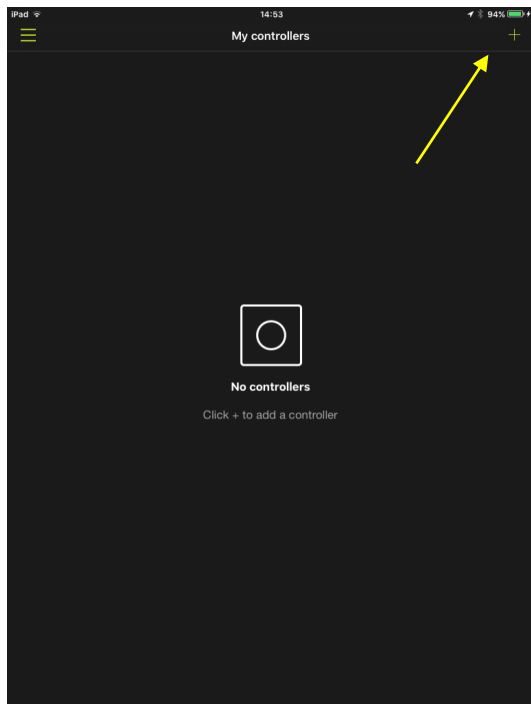 iPad 14:53 94%
My controllers +
No controllers
Click + to add a controller